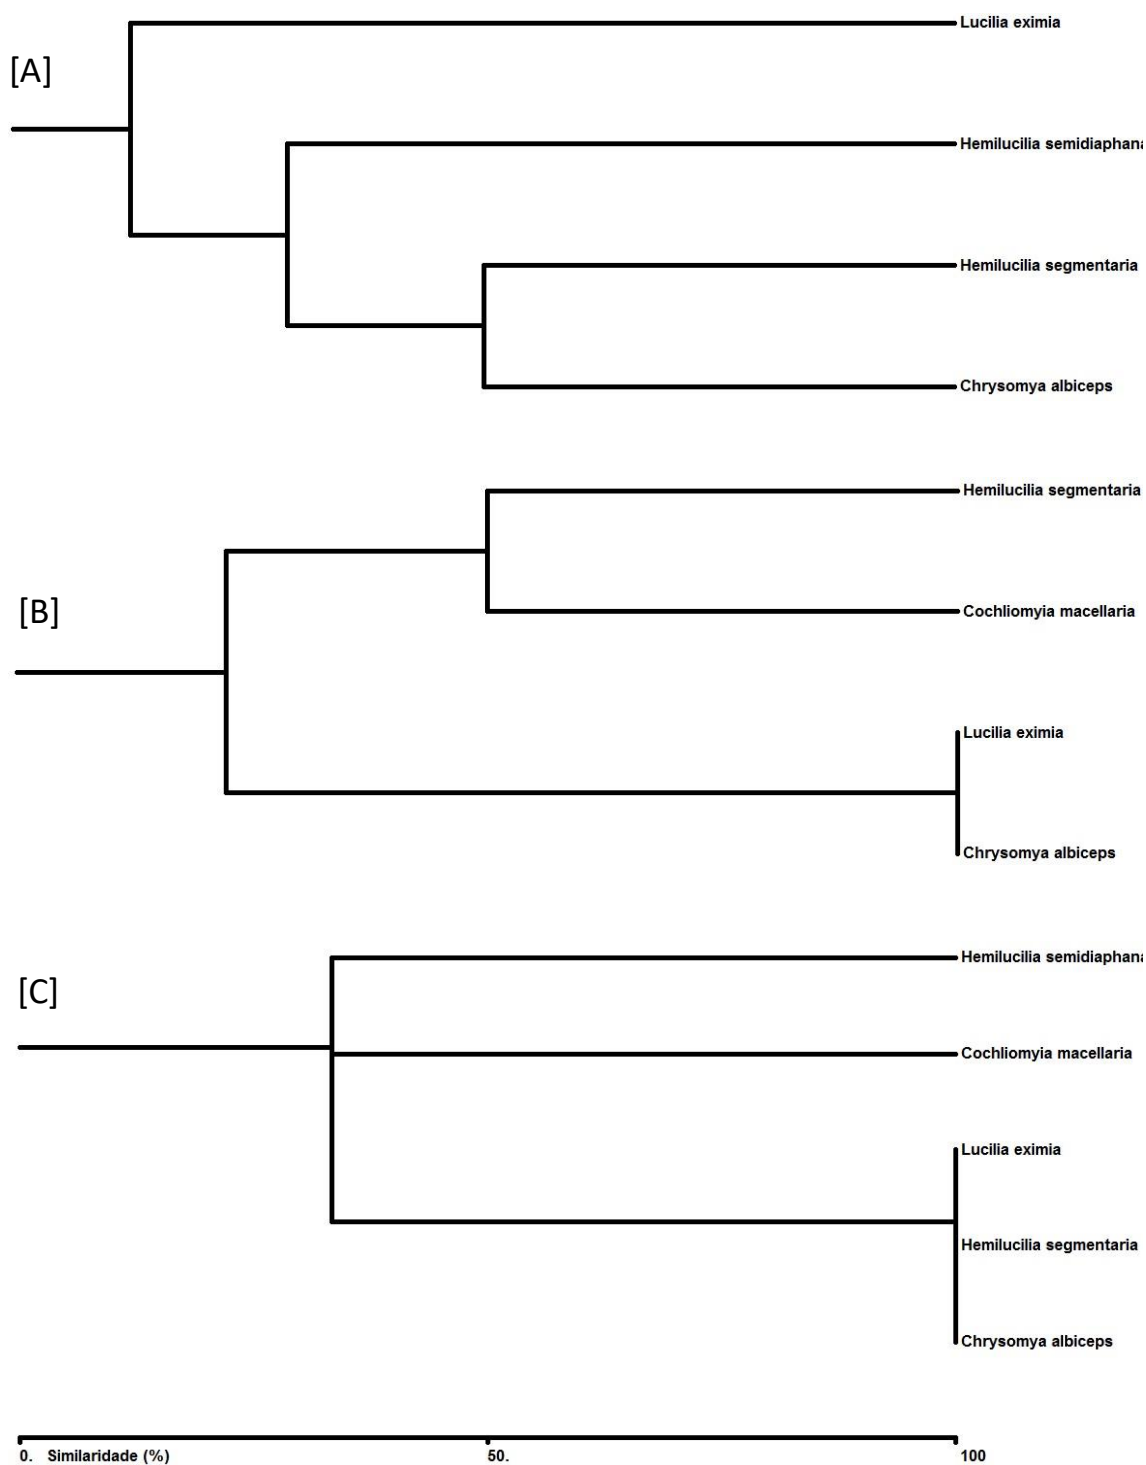 Lucilia eximia
[A]
Hemilucilia semidiaphana
Hemilucilia segmentaria
Chrysomya albiceps
Hemilucilia segmentaria
[B]
Cochliomyia macellaria
Lucilia eximia
Chrysomya albiceps
Hemilucilia semidiaphana
[C]
Cochliomyia macellaria
Lucilia eximia
Hemilucilia segmentaria
Chrysomya albiceps
0. Similaridade (%) 50. 100